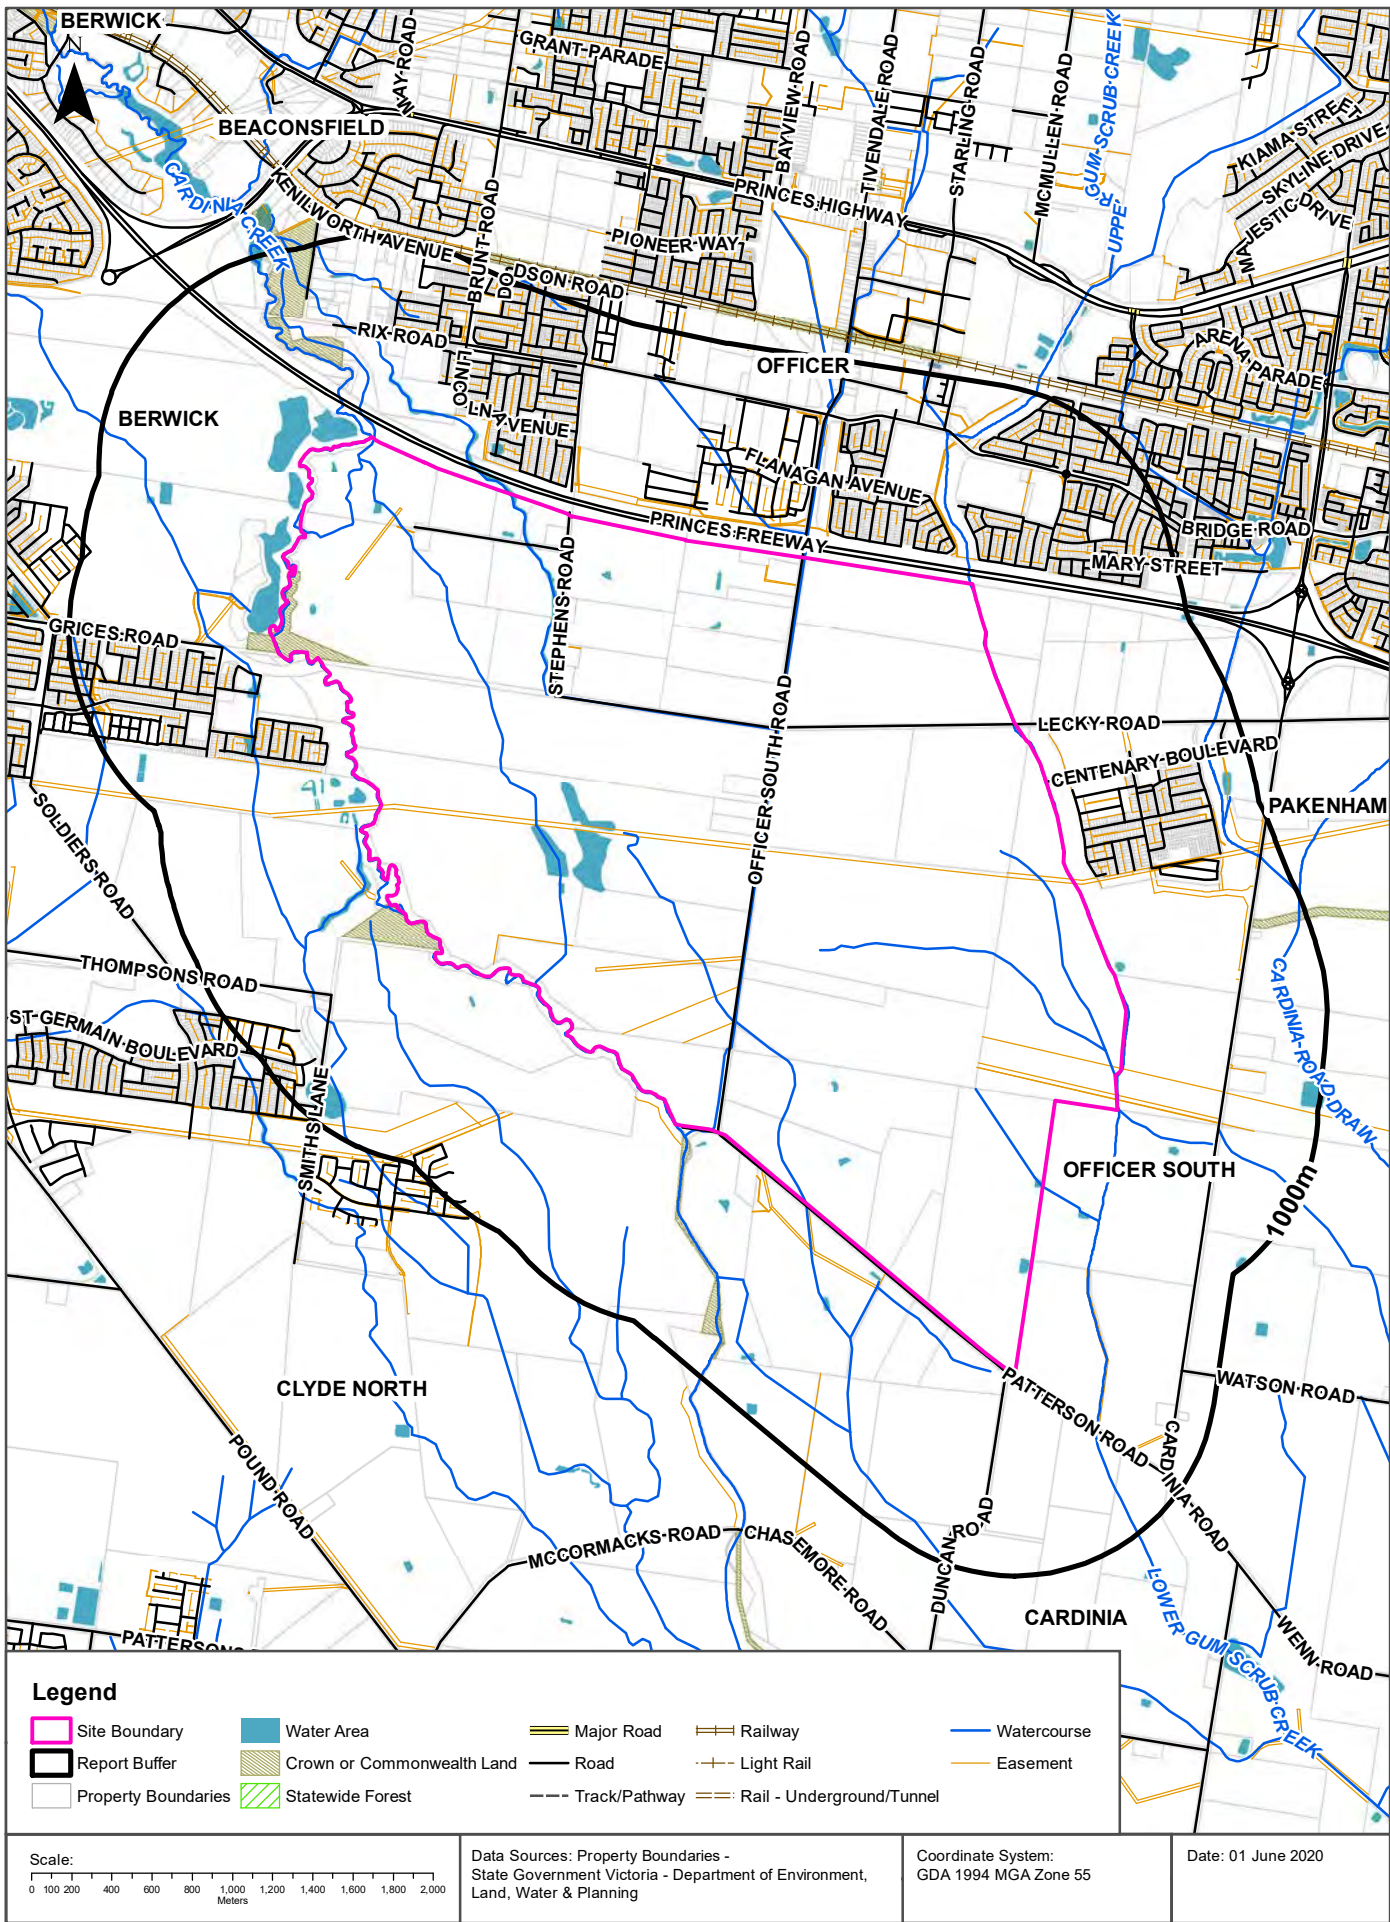 BERWICK
N
MAY ROAD
GRANT PARADE
BAYVIEW ROAD
TIVENDALE ROAD
STARLING ROAD
MCMULLEN ROAD
UPPER GUM SCRUB CREEK
KIAMA STREET
SKYLINE DRIVE
MAJESTIC DRIVE
BEACONSFIELD
CARDINIA CREEK
KENILWORTH AVENUE
BRUNT ROAD
PRINCES HIGHWAY
PIONEER WAY
DODSON ROAD
RIX ROAD
OFFICER
ARENA PARADE
BERWICK
AVENUE
FLANAGAN AVENUE
PRINCES FREEWAY
BRIDGE ROAD
MARY STREET
STEPHENS ROAD
GRICES ROAD
OFFICER SOUTH ROAD
LECKY ROAD
CENTENARY BOULEVARD
PAKENHAM
SOLDIERS ROAD
THOMPSONS ROAD
ST GERMAIN BOULEVARD
SMITHS LANE
CARDINIA ROAD DRAIN
OFFICER SOUTH
1000m
CLYDE NORTH
WATSON ROAD
PATTERSON ROAD
CARDINIA ROAD
POUND ROAD
MCCORMACKS ROAD
CHASEMORE ROAD
DUNCAN ROAD
CARDINIA
LOWER GUM SCRUB CREEK
WENN ROAD
Legend
Site Boundary
Report Buffer
Property Boundaries
Water Area
Crown or Commonwealth Land
Statewide Forest
Major Road
Road
Track/Pathway
Railway
Light Rail
Rail - Underground/Tunnel
Watercourse
Easement
Scale:
0 100 200 400 600 800 1,000 1,200 1,400 1,600 1,800 2,000
Meters
Data Sources: Property Boundaries -
State Government Victoria - Department of Environment,
Land, Water & Planning
Coordinate System:
GDA 1994 MGA Zone 55
Date: 01 June 2020